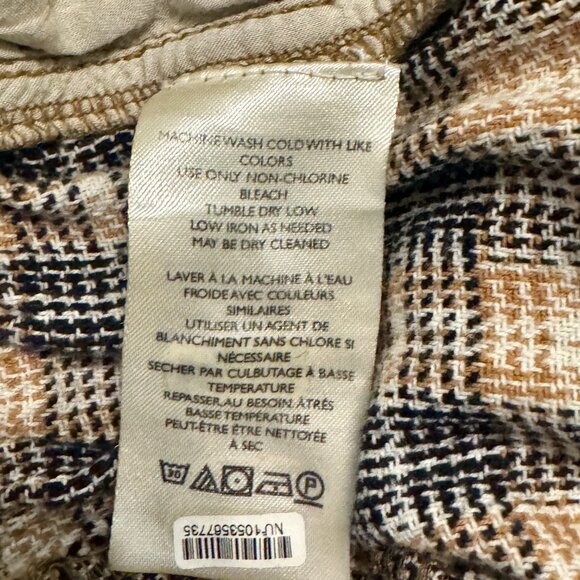 MACHINE WASH COLD WITH LIKE
COLORS
USE ONLY NON-CHLORINE
BLEACH
TUMBLE DRY LOW
LOW IRON AS NEEDED
MAY BE DRY CLEANED
LAVER À LA MACHINE À L'EAU
FROIDE AVEC COULEURS
SIMILAIRES
UTILISER UN AGENT DE
BLANCHIMENT SANS CHLORE SI
NÉCESSAIRE
SECHER PAR CULBUTAGE À BASSE
TEMPERATURE
REPASSER, AU BESOIN, À TRÈS
BASSE TEMPÉRATURE
PEUT-ÊTRE ÊTRE NETTOYÉE
À SEC
30 P
NUF1053567735